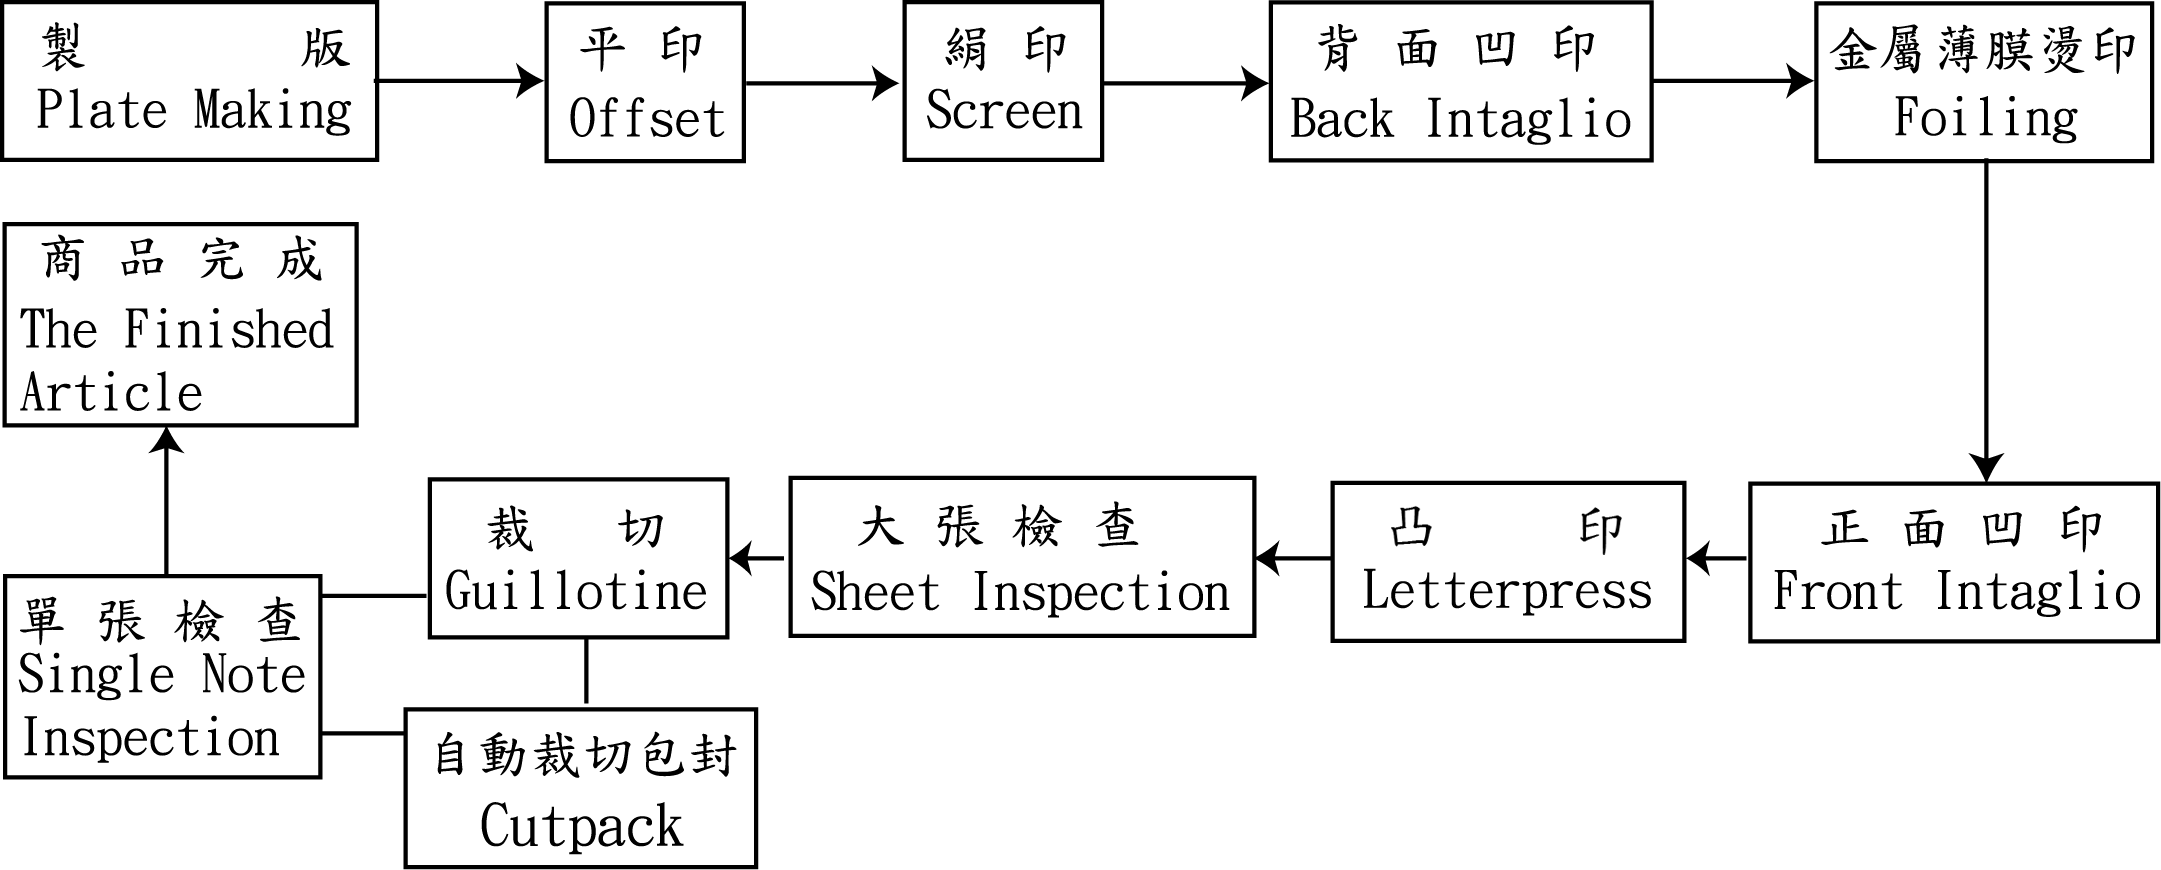 製版
Plate Making
平印
Offset
絹印
Screen
背面凹印
Back Intaglio
金屬薄膜燙印
Foiling
正面凹印
Front Intaglio
凸印
Letterpress
大張檢查
Sheet Inspection
裁切
Guillotine
自動裁切包封
Cutpack
單張檢查
Single Note
Inspection
商品完成
The Finished
Article